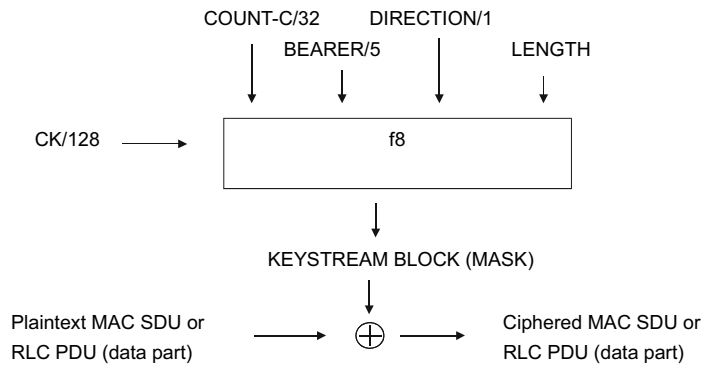 COUNT-C/32 DIRECTION/1
BEARER/5 LENGTH
CK/128 f8
KEYSTREAM BLOCK (MASK)
Plaintext MAC SDU or
RLC PDU (data part)
Ciphered MAC SDU or
RLC PDU (data part)